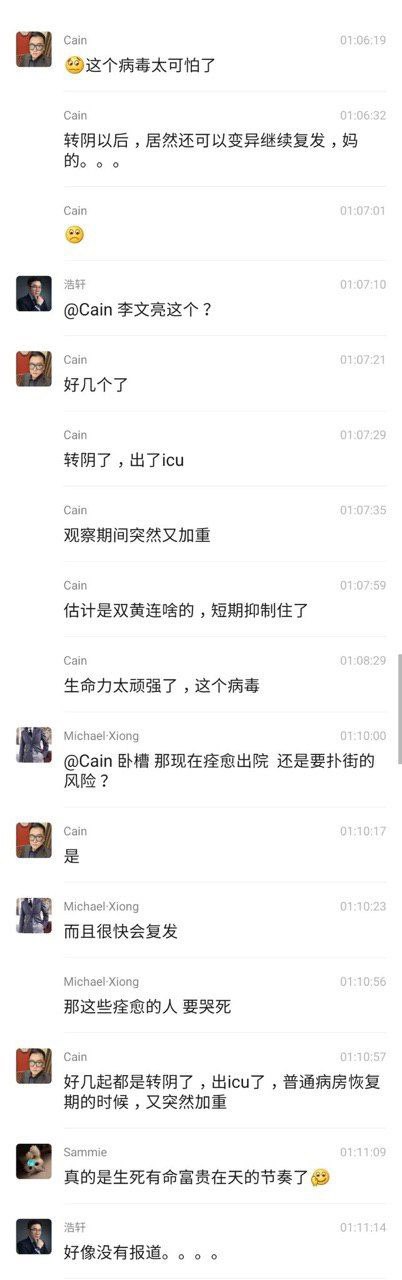 Cain 01:06:19
🥴这个病毒太可怕了
Cain 01:06:32
转阴以后，居然还可以变异继续复发，妈
的。。。
Cain 01:07:01
🙁
浩轩 01:07:10
@Cain 李文亮这个？
Cain 01:07:21
好几个了
Cain 01:07:29
转阴了，出了icu
Cain 01:07:35
观察期间突然又加重
Cain 01:07:59
估计是双黄连啥的，短期抑制住了
Cain 01:08:29
生命力太顽强了，这个病毒
Michael·Xiong 01:10:00
@Cain 卧槽 那现在痊愈出院 还是要扑街的
风险？
Cain 01:10:17
是
Michael·Xiong 01:10:23
而且很快会复发
Michael·Xiong 01:10:56
那这些痊愈的人 要哭死
Cain 01:10:57
好几起都是转阴了，出icu了，普通病房恢复
期的时候，又突然加重
Sammie 01:11:09
真的是生死有命富贵在天的节奏了🤗
浩轩 01:11:14
好像没有报道。。。。